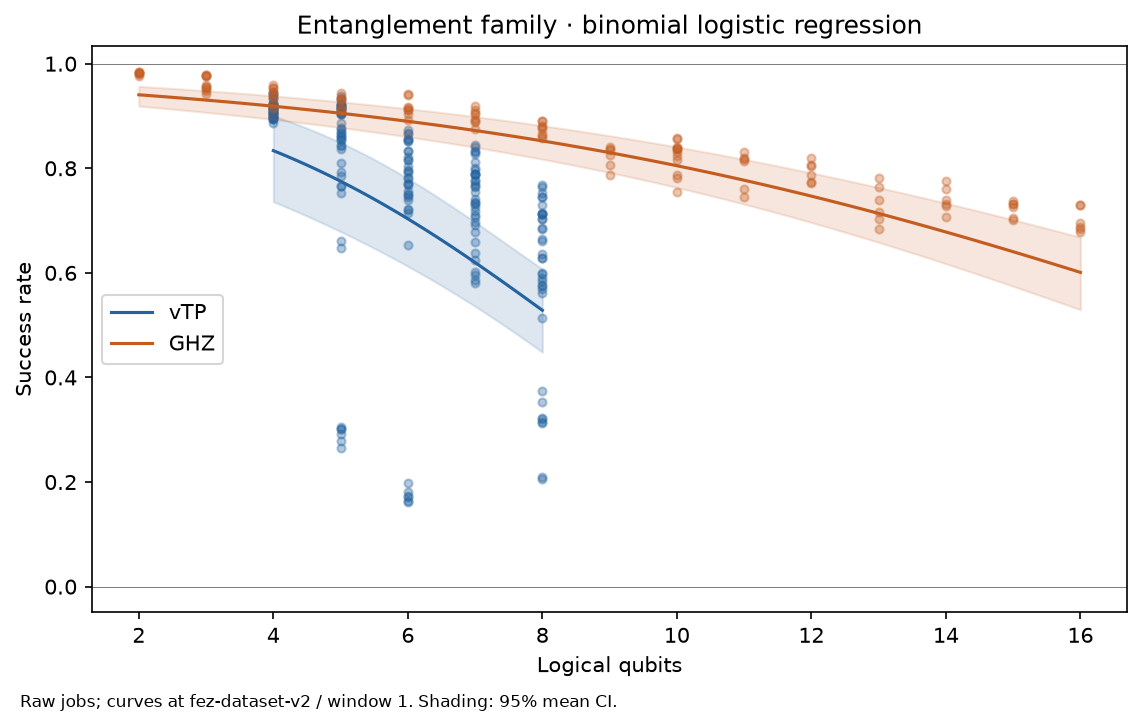 Entanglement family · binomial logistic regression
Success rate
1.0
0.8
0.6
0.4
0.2
0.0
vTP
GHZ
2 4 6 8 10 12 14 16
Logical qubits
Raw jobs; curves at fez-dataset-v2 / window 1. Shading: 95% mean CI.